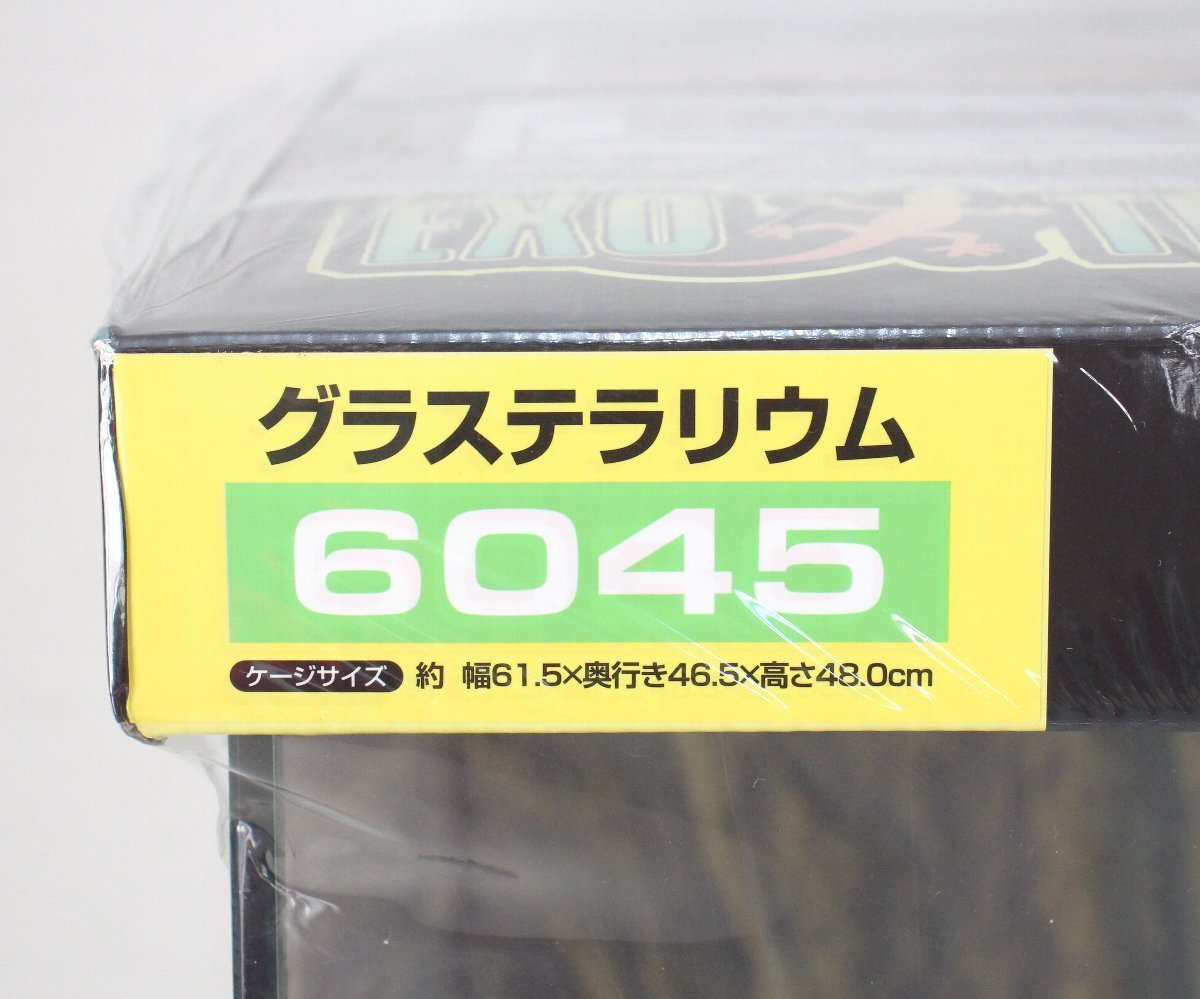 EXO
グラステラリウム
6045
ケージサイズ 約 幅61.5×奥行き46.5×高さ48.0cm